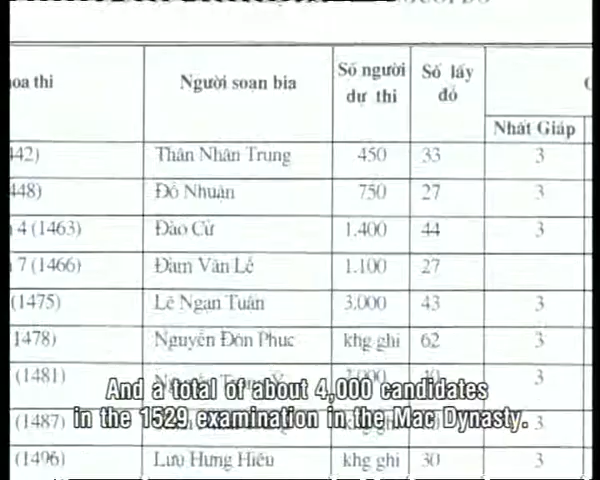 oa thi Người soạn bia Số người dự thi Số lấy đỗ
Nhất Giáp
442) Thân Nhân Trung 450 33 3
448) Đỗ Nhuận 750 27 3
4 (1463) Đào Cử 1.400 44 3
7 (1466) Đàm Văn Lễ 1.100 27
(1475) Lê Ngạn Tuấn 3.000 43 3
1478) Nguyễn Đôn Phục khg ghi 62 3
(1481) 3
And a total of about 4,000 candidates
in the 1529 examination in the Mac Dynasty.
(1487) 3
(1496) Lưu Hưng Hiếu khg ghi 30 3